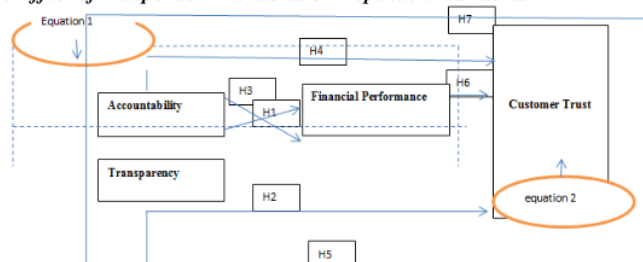 Equation 1
H7
H4
H3
H6
Financial Performance
Accountability
H1
Customer Trust
Transparency
H2
equation 2
H5